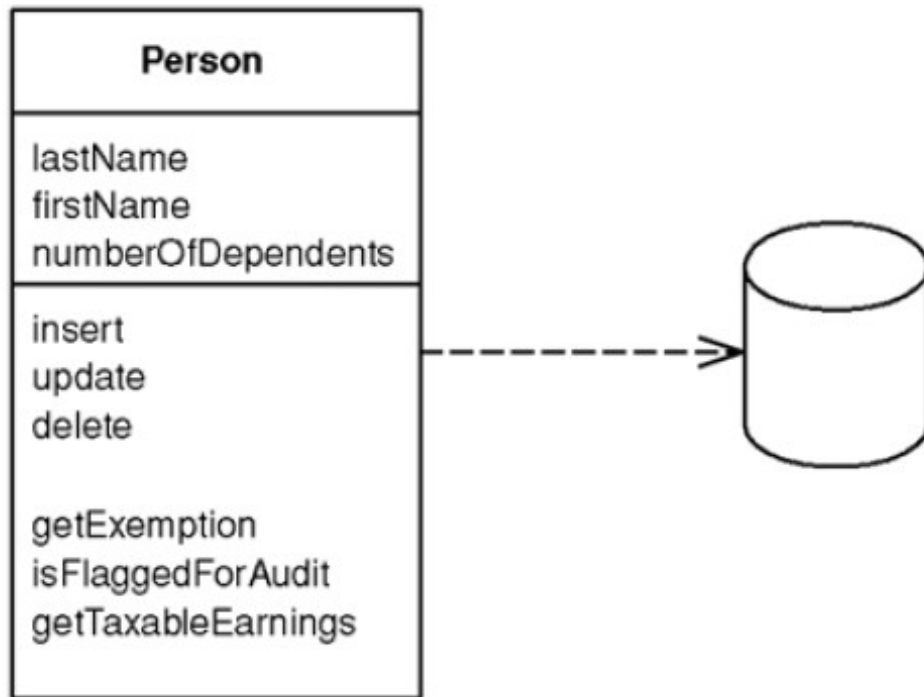 Person
lastName
firstName
numberOfDependents
insert
update
delete
getExemption
isFlaggedForAudit
getTaxableEarnings